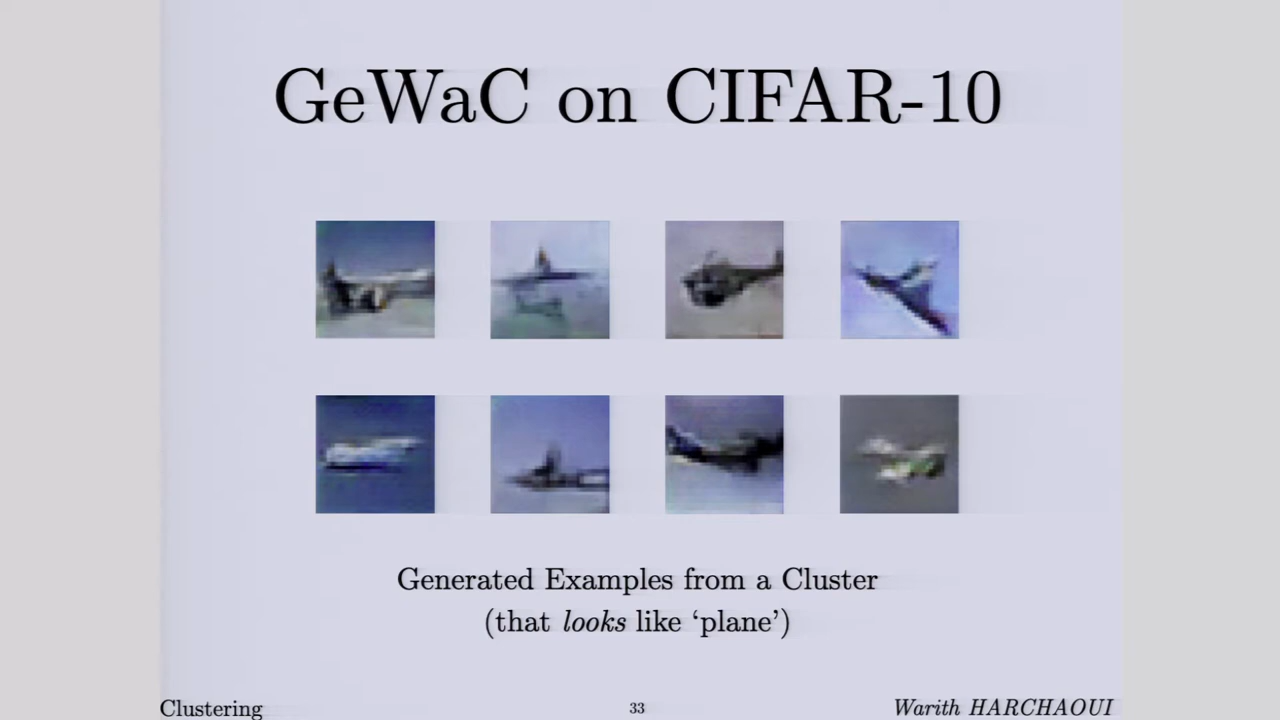 GeWaC on CIFAR-10
Generated Examples from a Cluster
(that looks like ‘plane’)
Clustering
33
Warith HARCHAOUI